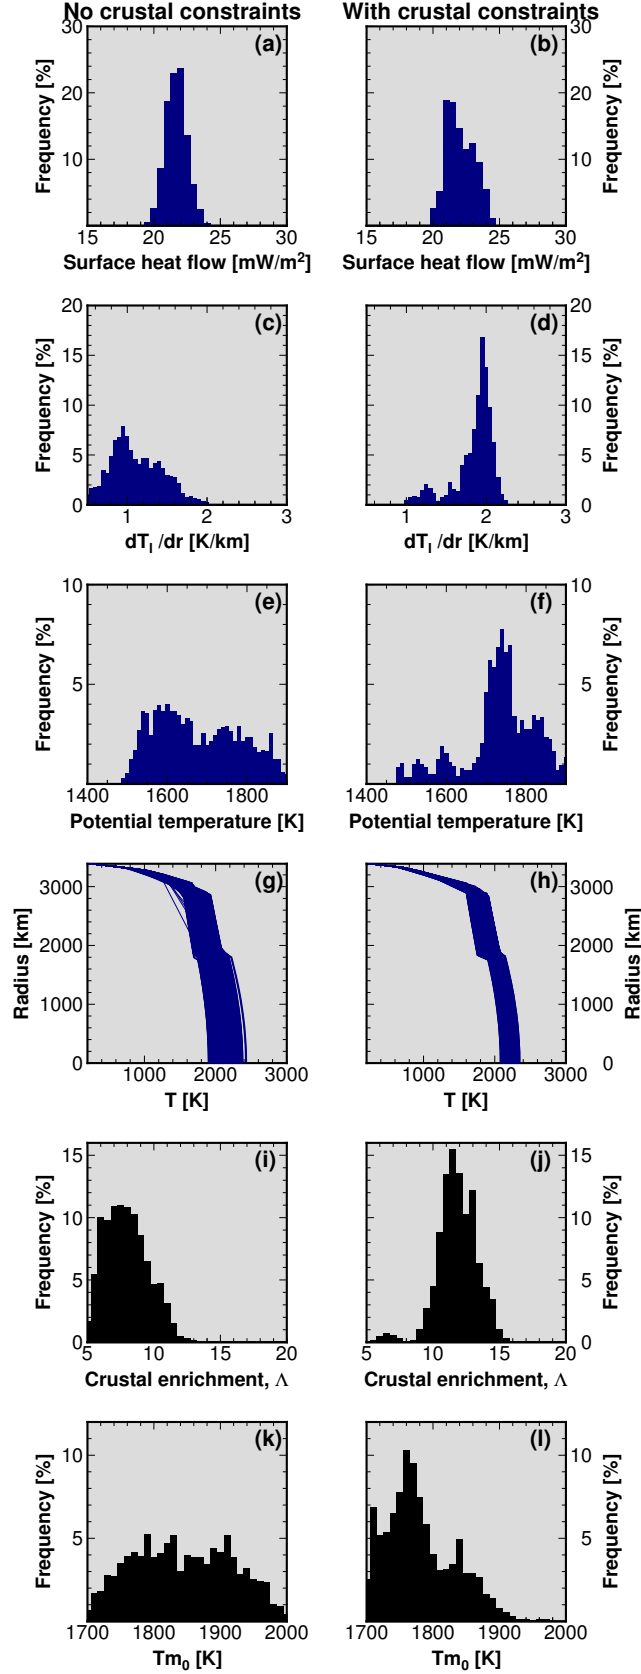 No crustal constraints With crustal constraints
(a) (b)
30 30
20 20
10 10
Frequency [%] Frequency [%] Frequency [%]
15 20 25 30 15 20 25 30
Surface heat flow [mW/m²] Surface heat flow [mW/m²]
(c) (d)
20 20
15 15
10 10
5 5
0 0
Frequency [%] Frequency [%] Frequency [%]
1 2 3 1 2 3
dTₗ /dr [K/km] dTₗ /dr [K/km]
(e) (f)
10 10
5 5
Frequency [%] Frequency [%] Frequency [%]
1400 1600 1800 1400 1600 1800
Potential temperature [K] Potential temperature [K]
(g) (h)
3000 3000
2000 2000
1000 1000
0 0
Radius [km] Radius [km]
1000 2000 3000 1000 2000 3000
T [K] T [K]
(i) (j)
15 15
10 10
5 5
0 0
Frequency [%] Frequency [%] Frequency [%]
5 10 15 20 5 10 15 20
Crustal enrichment, Λ Crustal enrichment, Λ
(k) (l)
10 10
5 5
Frequency [%] Frequency [%] Frequency [%]
1700 1800 1900 2000 1700 1800 1900 2000
Tm₀ [K] Tm₀ [K]